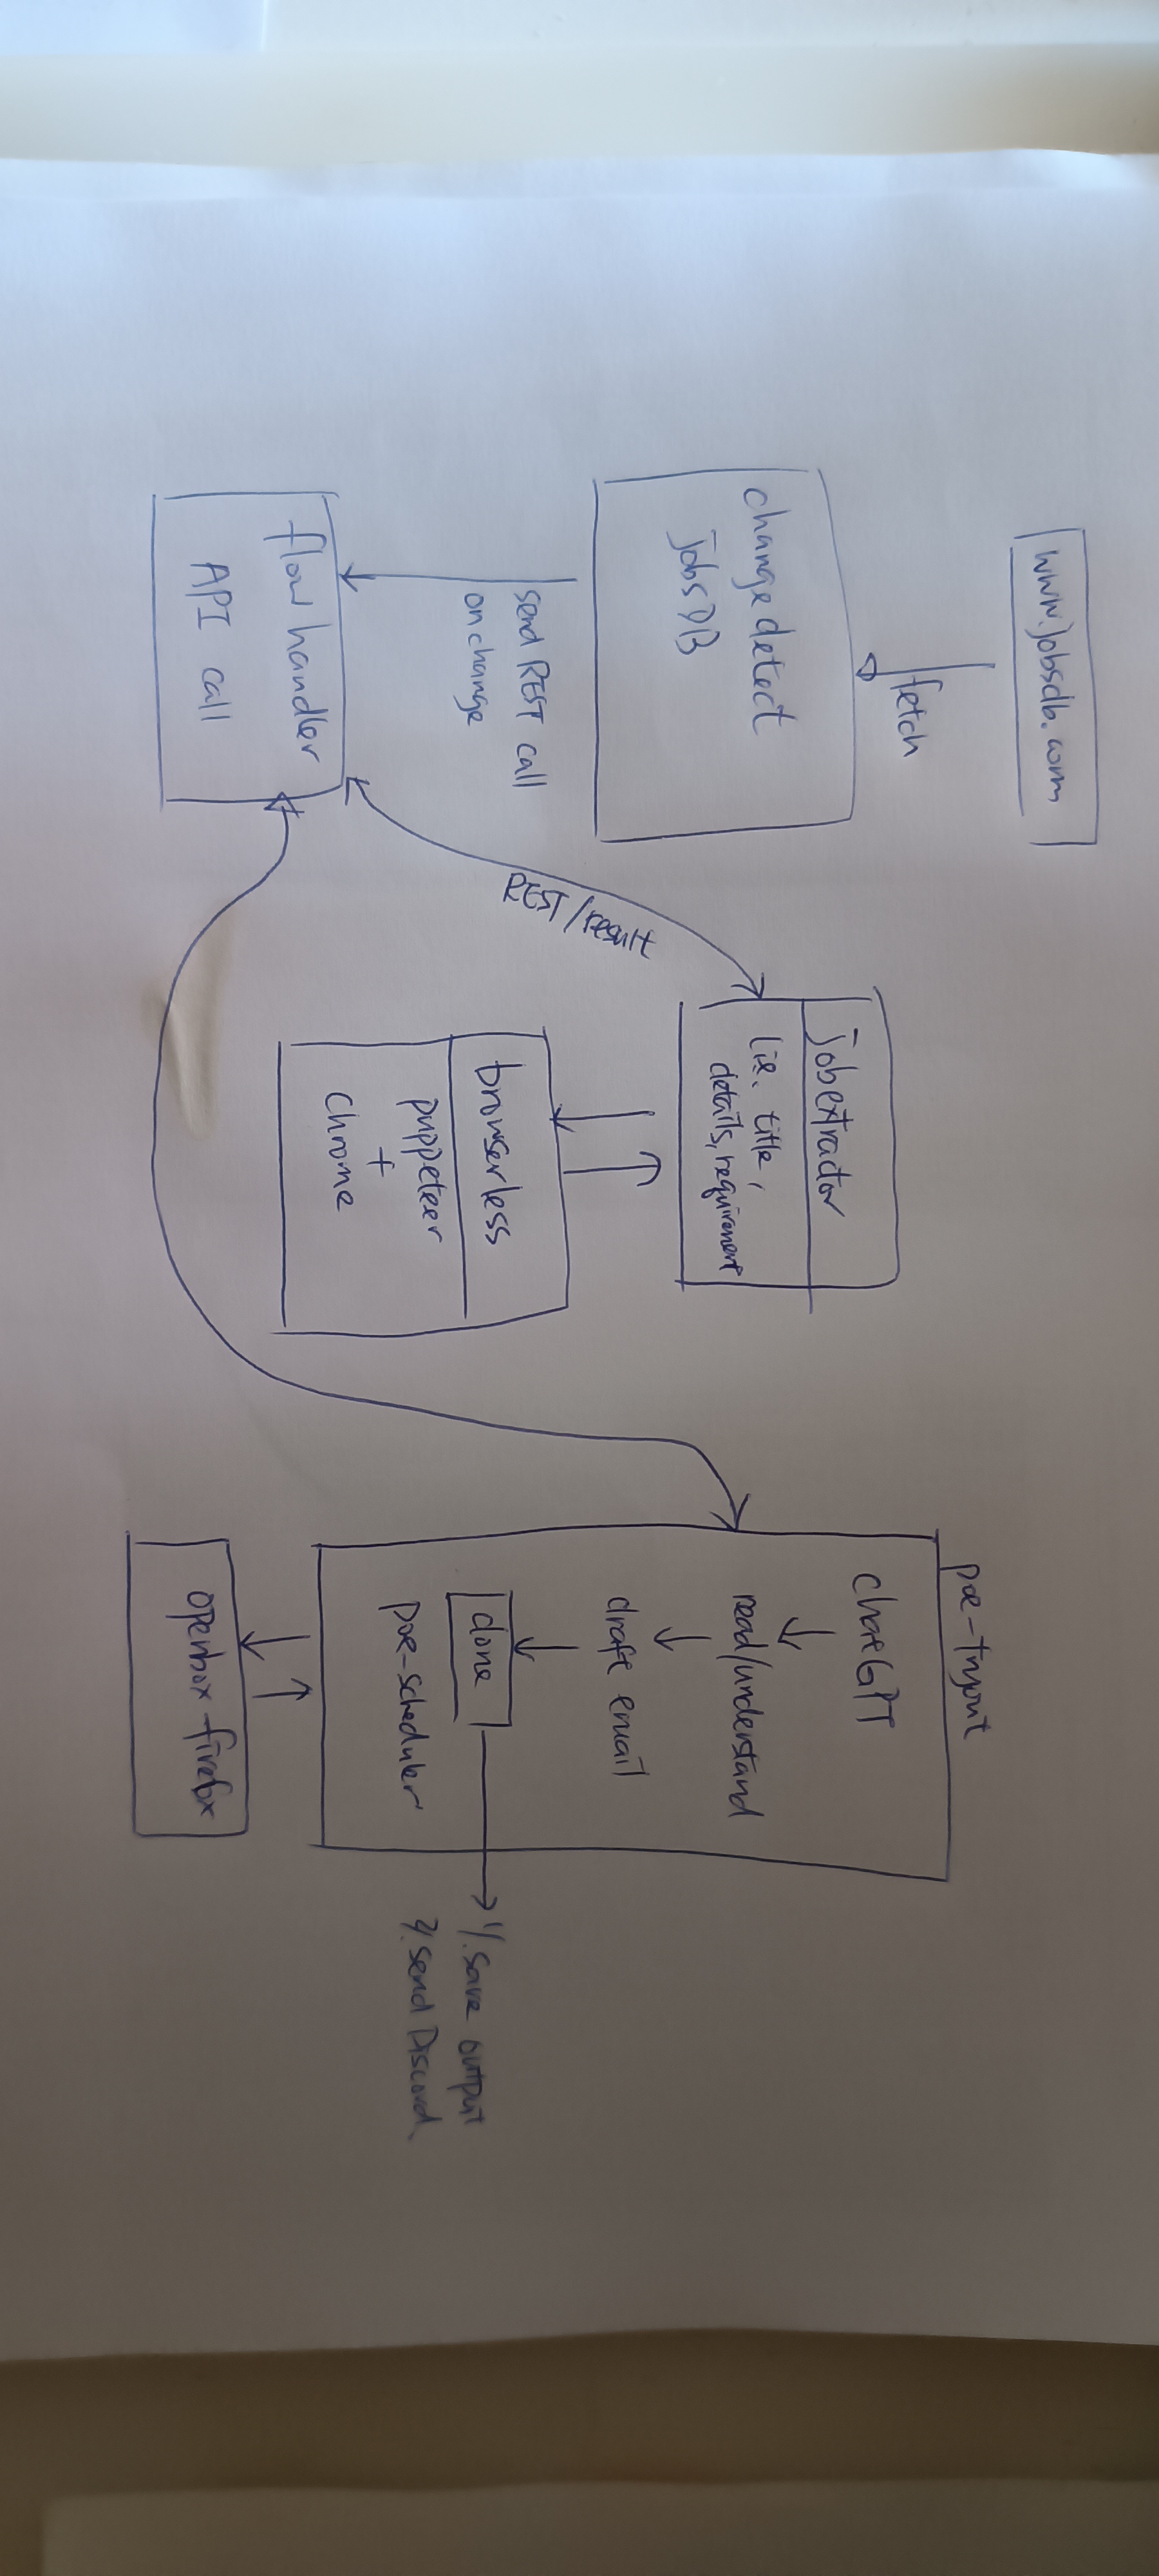 www.jobsdb.com
fetch
change detect
jobsDB
send REST call
on change
flow handler
API call
REST/result
jobextractor
(ie. title,
details, requirement
browserless
puppeteer
+
chrome
poe-tryout
chatGPT
read/understand
draft email
done
poe-scheduler
1/. save output
2/. send Discord.
openbox-firefox